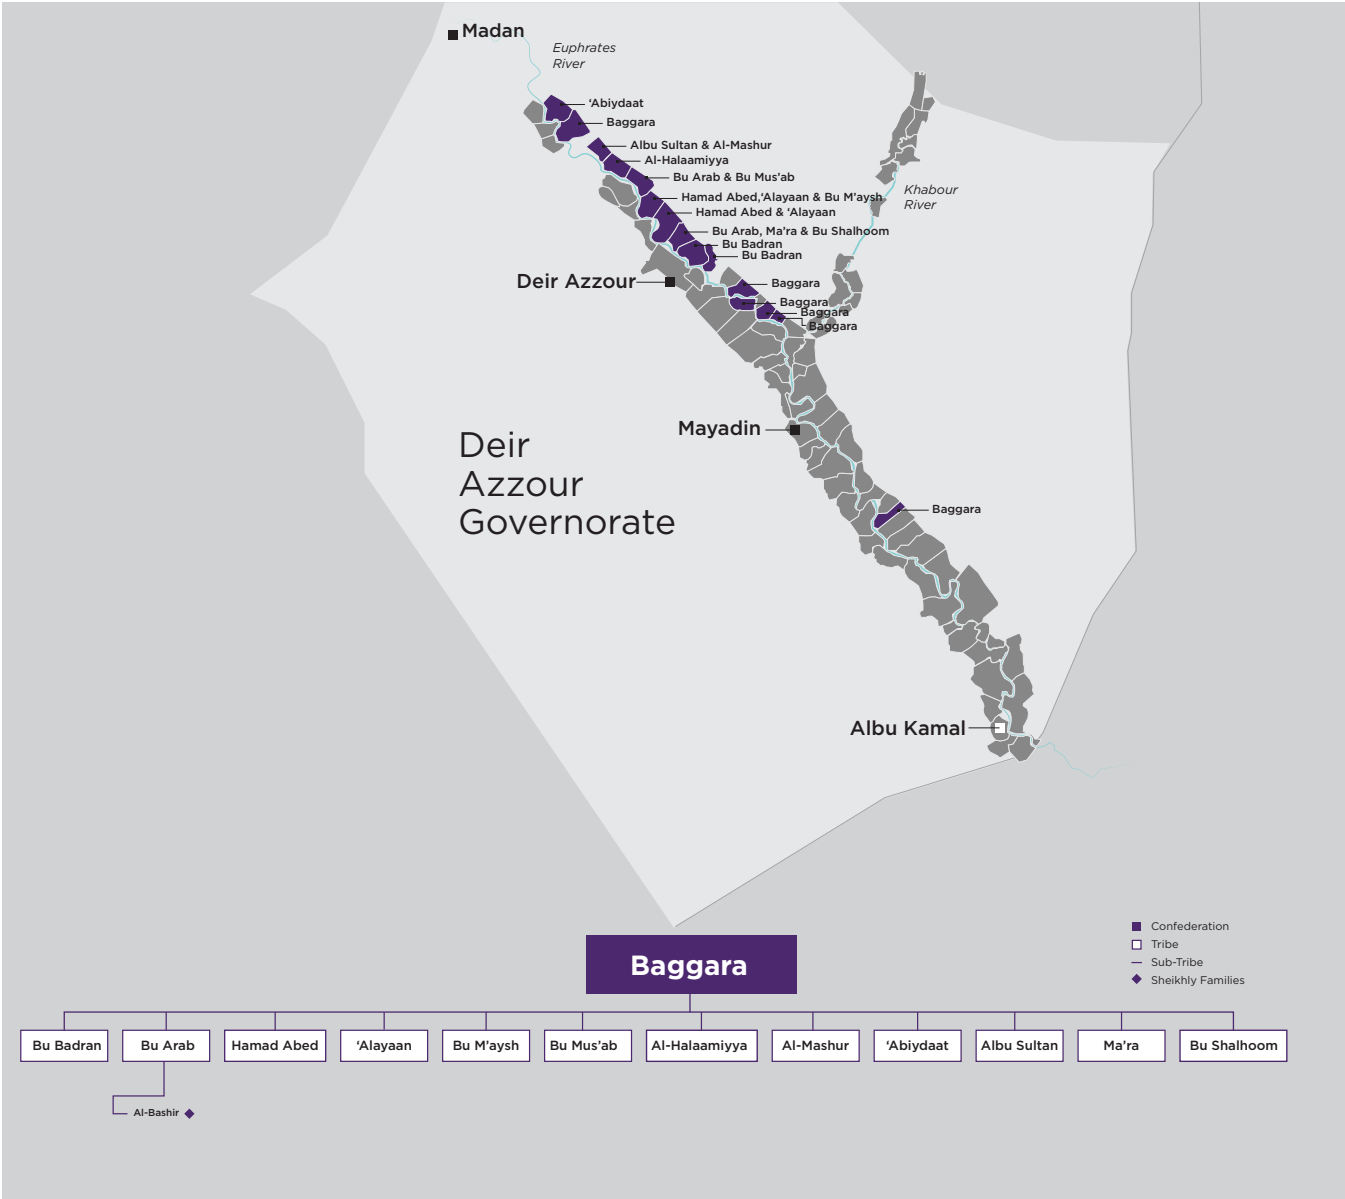 Madan
Euphrates
River
‘Abiydaat
Baggara
Albu Sultan & Al-Mashur
Al-Halaamiyya
Bu Arab & Bu Mus’ab
Hamad Abed,‘Alayaan & Bu M’aysh
Khabour
River
Hamad Abed & ‘Alayaan
Bu Arab, Ma’ra & Bu Shalhoom
Bu Badran
Bu Badran
Deir Azzour
Baggara
Baggara
Baggara
Baggara
Mayadin
Deir
Azzour
Governorate
Baggara
Albu Kamal
Confederation
Tribe
Sub-Tribe
Sheikhly Families
Baggara
Bu Badran
Bu Arab
Hamad Abed
‘Alayaan
Bu M’aysh
Bu Mus’ab
Al-Halaamiyya
Al-Mashur
‘Abiydaat
Albu Sultan
Ma’ra
Bu Shalhoom
Al-Bashir